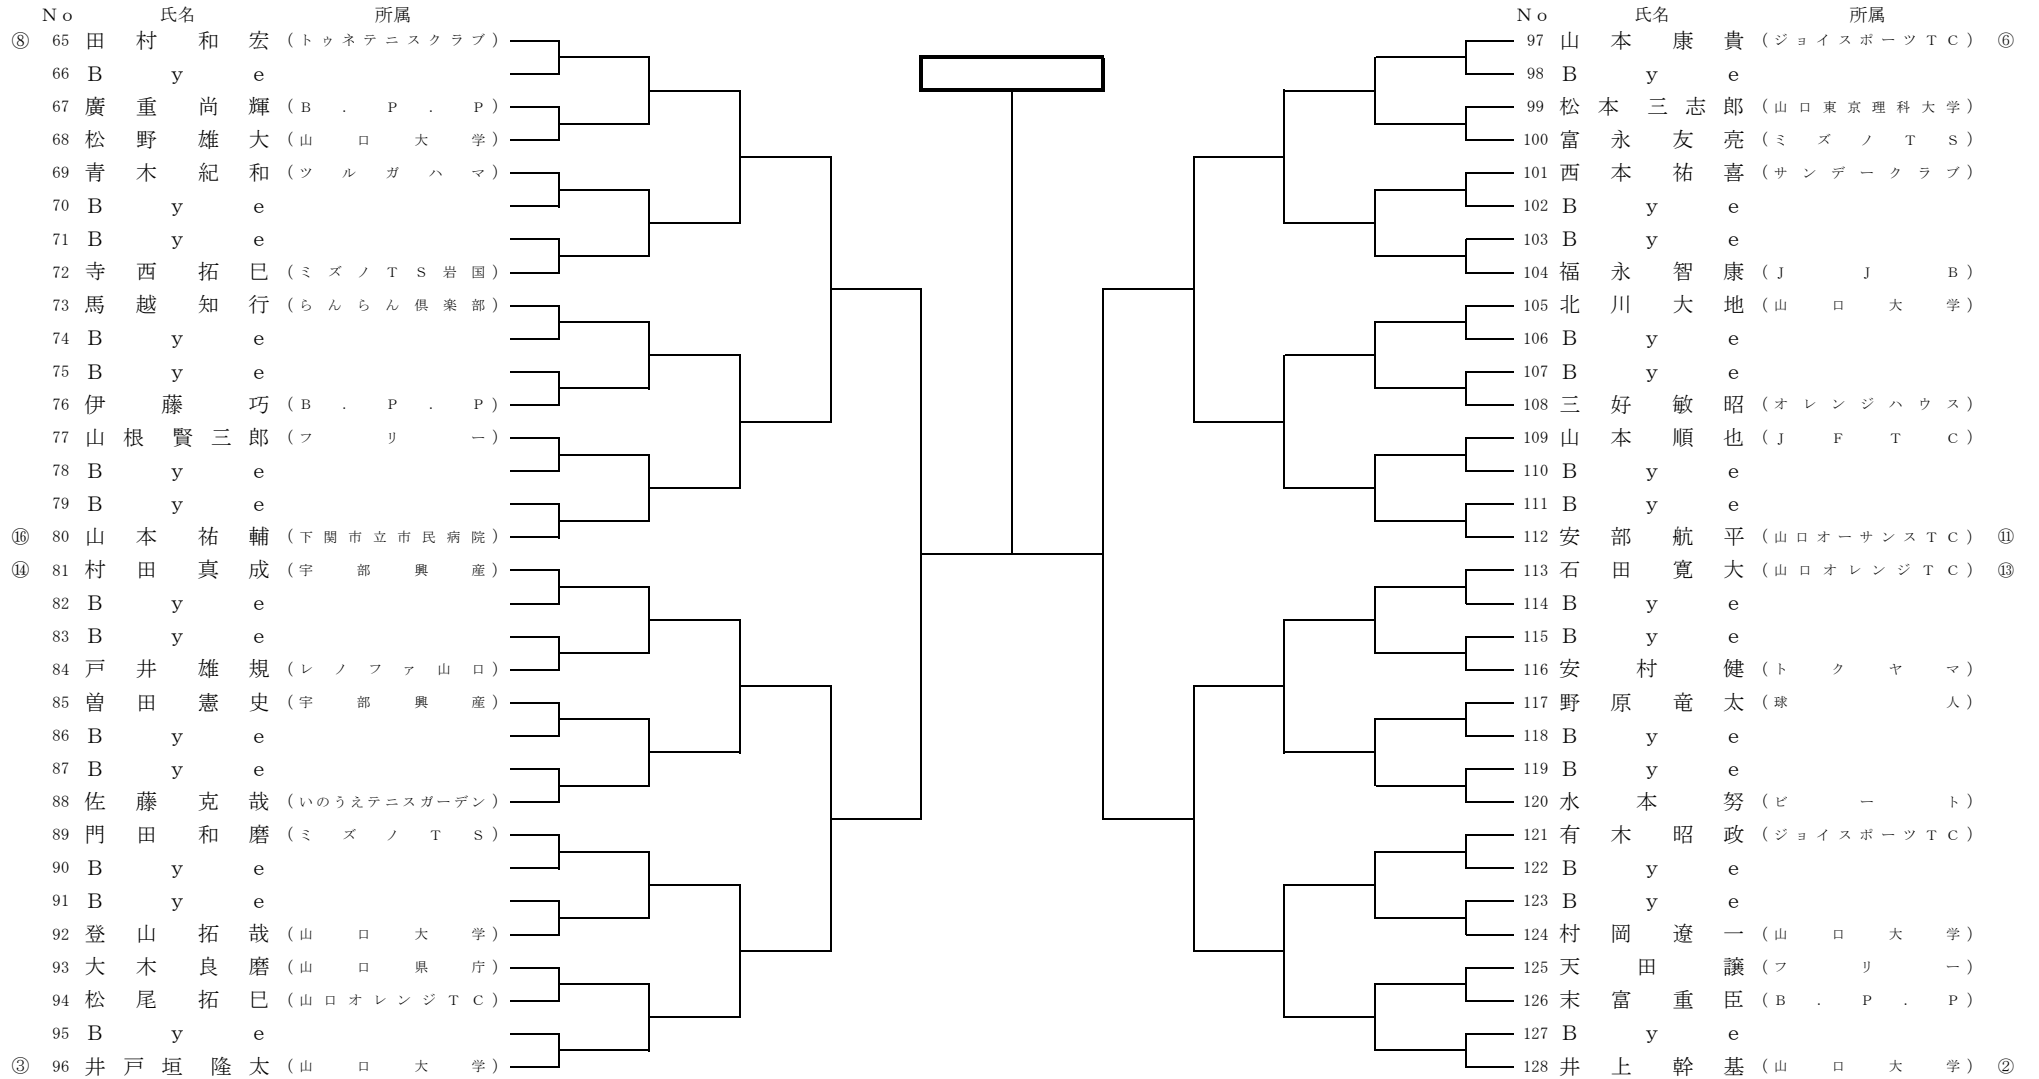 No 氏名 所属
⑧ 65 田村和宏 (トゥネテニスクラブ)
66 Bye
67 廣重尚輝 (B.P.P)
68 松野雄大 (山口大学)
69 青木紀和 (ツルガハマ)
70 Bye
71 Bye
72 寺西拓巳 (ミズノTS岩国)
73 馬越知行 (らんらん倶楽部)
74 Bye
75 Bye
76 伊藤巧 (B.P.P)
77 山根賢三郎 (フリー)
78 Bye
79 Bye
⑯ 80 山本祐輔 (下関市立市民病院)
⑭ 81 村田真成 (宇部興産)
82 Bye
83 Bye
84 戸井雄規 (レノファ山口)
85 曽田憲史 (宇部興産)
86 Bye
87 Bye
88 佐藤克哉 (いのうえテニスガーデン)
89 門田和磨 (ミズノTS)
90 Bye
91 Bye
92 登山拓哉 (山口大学)
93 大木良磨 (山口県庁)
94 松尾拓巳 (山口オレンジTC)
95 Bye
③ 96 井戸垣隆太 (山口大学)
No 氏名 所属
97 山本康貴 (ジョイスポーツTC) ⑥
98 Bye
99 松本三志郎 (山口東京理科大学)
100 富永友亮 (ミズノTS)
101 西本祐喜 (サンデークラブ)
102 Bye
103 Bye
104 福永智康 (JJB)
105 北川大地 (山口大学)
106 Bye
107 Bye
108 三好敏昭 (オレンジハウス)
109 山本順也 (JFTC)
110 Bye
111 Bye
112 安部航平 (山口オーサンスTC) ⑪
113 石田寛大 (山口オレンジTC) ⑬
114 Bye
115 Bye
116 安村健 (トクヤマ)
117 野原竜太 (球人)
118 Bye
119 Bye
120 水本努 (ビート)
121 有木昭政 (ジョイスポーツTC)
122 Bye
123 Bye
124 村岡遼一 (山口大学)
125 天田譲 (フリー)
126 末富重臣 (B.P.P)
127 Bye
128 井上幹基 (山口大学) ②